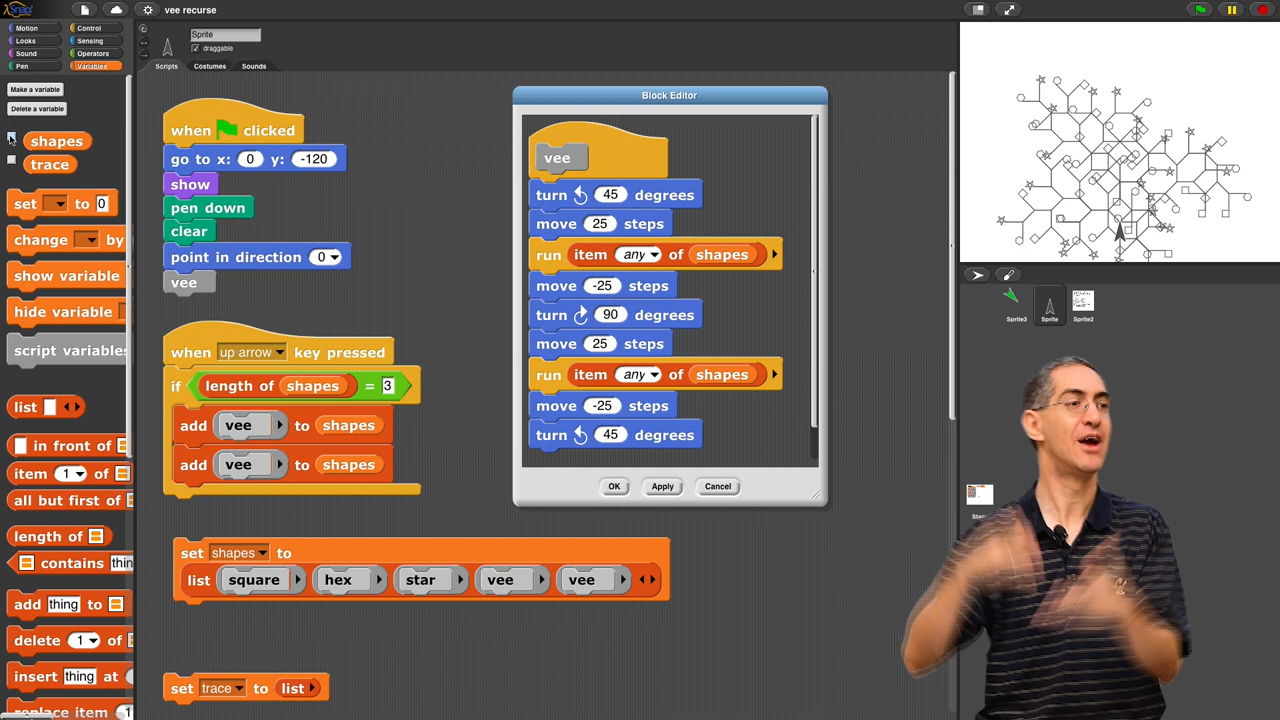 Snap!
vee recurse
Motion
Control
Looks
Sensing
Sound
Operators
Pen
Variables
Make a variable
Delete a variable
shapes
trace
set to 0
change by
show variable
hide variable
script variables
list
in front of
item 1 of
all but first of
length of
contains thin
add thing to
delete 1 of
insert thing at
replace item 1
Sprite
draggable
Scripts Costumes Sounds
when clicked
go to x: 0 y: -120
show
pen down
clear
point in direction 0
vee
when up arrow key pressed
if length of shapes = 3
add vee to shapes
add vee to shapes
set shapes to
list square hex star vee vee
set trace to list
Block Editor
vee
turn 45 degrees
move 25 steps
run item any of shapes
move -25 steps
turn 90 degrees
move 25 steps
run item any of shapes
move -25 steps
turn 45 degrees
OK Apply Cancel
Sprite3 Sprite Sprite2